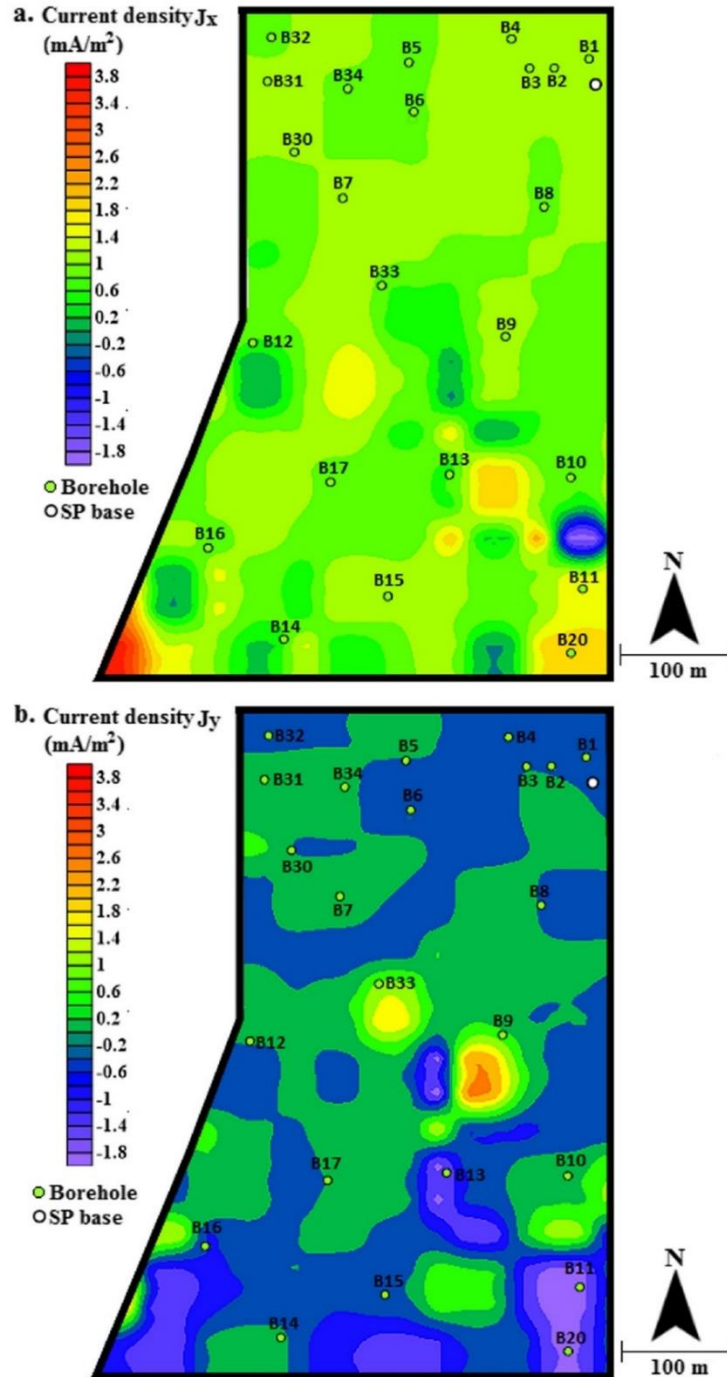 a. Current density Jx
(mA/m²)
3.8
3.2
2.6
2.2
1.8
1.4
1
0.6
0.2
-0.2
-0.6
-1
-1.4
-1.8
Borehole
SP base
B32
B5
B4
B1
B31
B34
B3
B2
B6
B30
B7
B8
B33
B9
B12
B17
B13
B10
B16
B15
B11
B14
B20
N
100 m
b. Current density Jy
(mA/m²)
3.8
3.2
2.6
2.2
1.8
1.4
1
0.6
0.2
-0.2
-0.6
-1
-1.4
-1.8
Borehole
SP base
B32
B5
B4
B1
B31
B34
B3
B2
B6
B30
B7
B8
B33
B9
B12
B17
B13
B10
B16
B15
B11
B14
B20
N
100 m